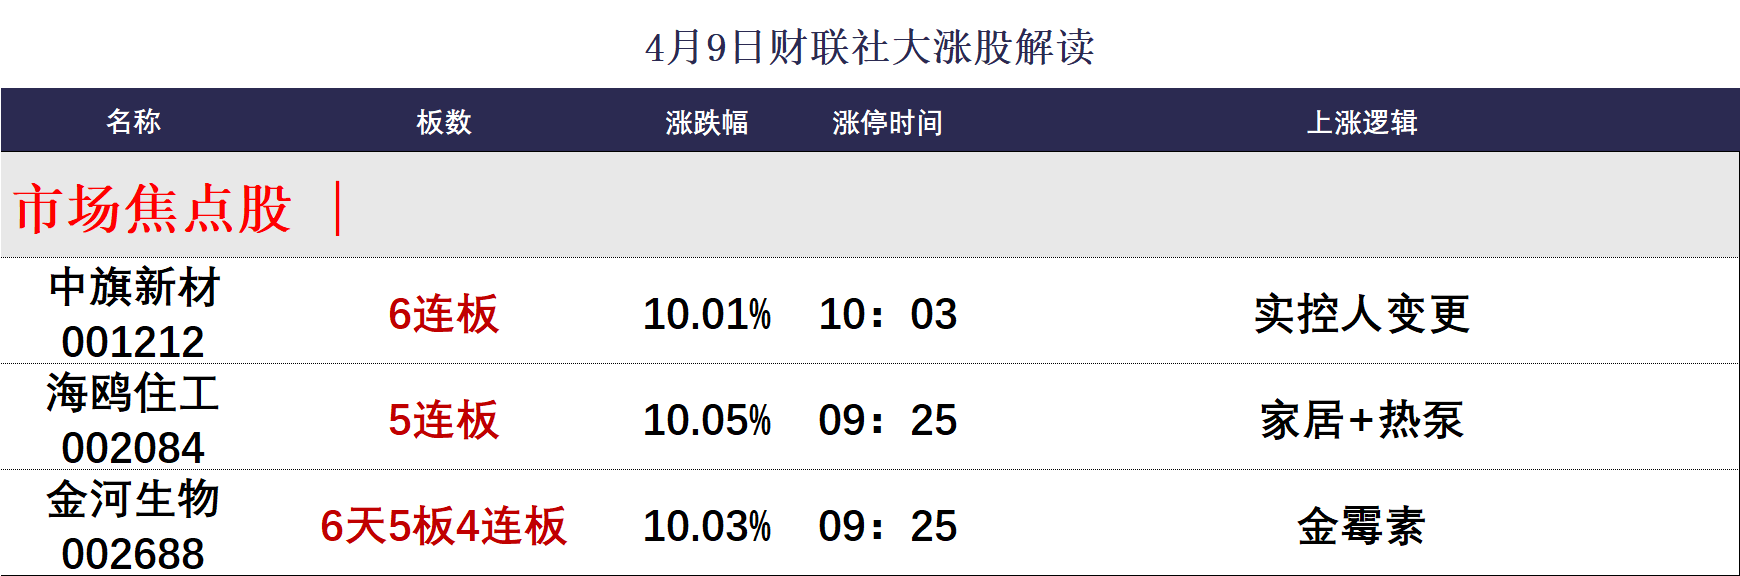 4月9日财联社大涨股解读
名称 板数 涨跌幅 涨停时间 上涨逻辑
市场焦点股 |
中旗新材
001212 6连板 10.01% 10：03 实控人变更
海鸥住工
002084 5连板 10.05% 09：25 家居+热泵
金河生物
002688 6天5板4连板 10.03% 09：25 金霉素